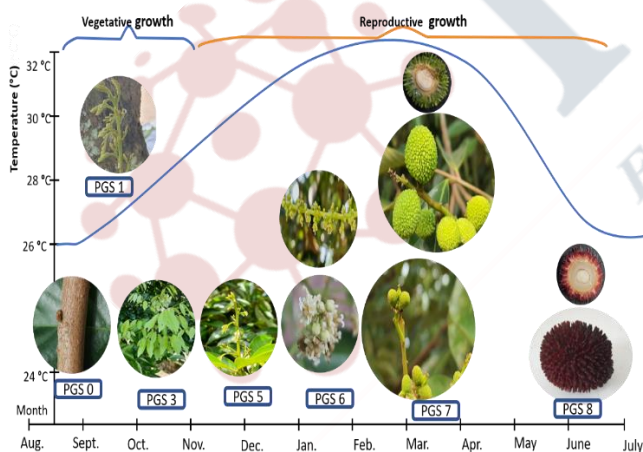 Vegetative growth
Reproductive growth
Temperature (°C)
32 °C
30 °C
28 °C
26 °C
24 °C
PGS 1
PGS 0
PGS 3
PGS 5
PGS 6
PGS 7
PGS 8
Month
Aug. Sept. Oct. Nov. Dec. Jan. Feb. Mar. Apr. May June July